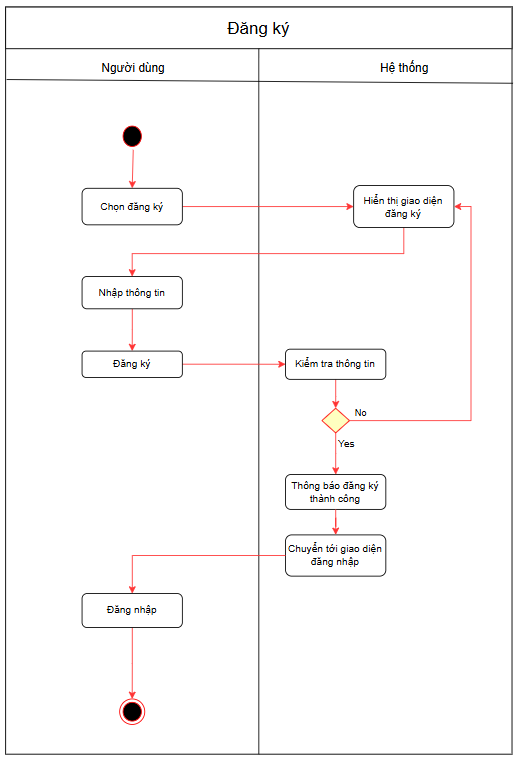 Đăng ký
Người dùng
Hệ thống
Chọn đăng ký
Hiển thị giao diện
đăng ký
Nhập thông tin
Đăng ký
Kiểm tra thông tin
No
Yes
Thông báo đăng ký
thành công
Chuyển tới giao diện
đăng nhập
Đăng nhập